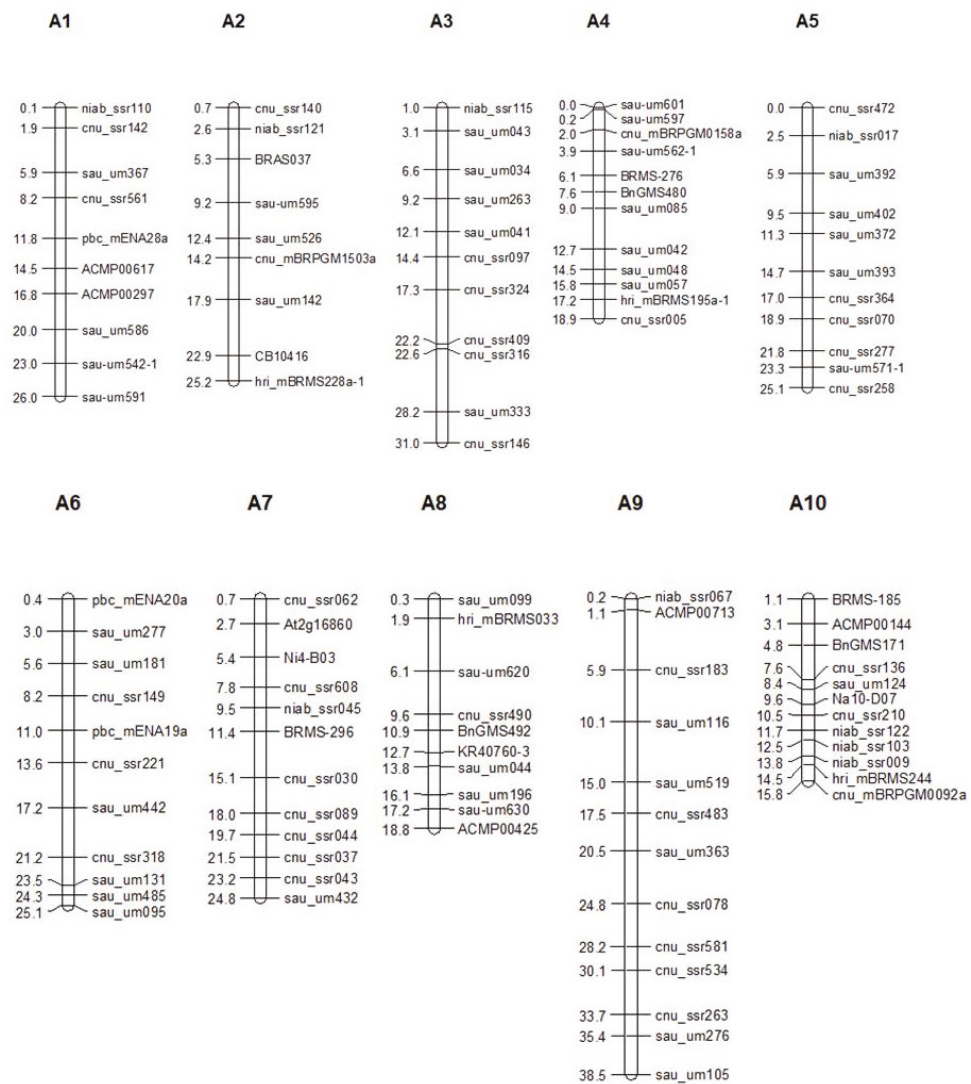 A1
0.1 niab_ssr110
1.9 cnu_ssr142
5.9 sau_um367
8.2 cnu_ssr561
11.8 pbc_mENA28a
14.5 ACMP00617
16.8 ACMP00297
20.0 sau_um586
23.0 sau-um542-1
26.0 sau-um591
A2
0.7 cnu_ssr140
2.6 niab_ssr121
5.3 BRAS037
9.2 sau-um595
12.4 sau_um526
14.2 cnu_mBRPGM1503a
17.9 sau_um142
22.9 CB10416
25.2 hri_mBRMS228a-1
A3
1.0 niab_ssr115
3.1 sau_um043
6.6 sau_um034
9.2 sau_um263
12.1 sau_um041
14.4 cnu_ssr097
17.3 cnu_ssr324
22.2 cnu_ssr409
22.6 cnu_ssr316
28.2 sau_um333
31.0 cnu_ssr146
A4
0.0 sau-um601
0.2 sau-um597
2.0 cnu_mBRPGM0158a
3.9 sau-um562-1
6.1 BRMS-276
7.6 BnGMS480
9.0 sau_um085
12.7 sau_um042
14.5 sau_um048
15.8 sau_um057
17.2 hri_mBRMS195a-1
18.9 cnu_ssr005
A5
0.0 cnu_ssr472
2.5 niab_ssr017
5.9 sau_um392
9.5 sau_um402
11.3 sau_um372
14.7 sau_um393
17.0 cnu_ssr364
18.9 cnu_ssr070
21.8 cnu_ssr277
23.3 sau-um571-1
25.1 cnu_ssr258
A6
0.4 pbc_mENA20a
3.0 sau_um277
5.6 sau_um181
8.2 cnu_ssr149
11.0 pbc_mENA19a
13.6 cnu_ssr221
17.2 sau_um442
21.2 cnu_ssr318
23.5 sau_um131
24.3 sau_um485
25.1 sau_um095
A7
0.7 cnu_ssr062
2.7 At2g16860
5.4 Ni4-B03
7.8 cnu_ssr608
9.5 niab_ssr045
11.4 BRMS-296
15.1 cnu_ssr030
18.0 cnu_ssr089
19.7 cnu_ssr044
21.5 cnu_ssr037
23.2 cnu_ssr043
24.8 sau_um432
A8
0.3 sau_um099
1.9 hri_mBRMS033
6.1 sau-um620
9.6 cnu_ssr490
10.9 BnGMS492
12.7 KR40760-3
13.8 sau_um044
16.1 sau_um196
17.2 sau-um630
18.8 ACMP00425
A9
0.2 niab_ssr067
1.1 ACMP00713
5.9 cnu_ssr183
10.1 sau_um116
15.0 sau_um519
17.5 cnu_ssr483
20.5 sau_um363
24.8 cnu_ssr078
28.2 cnu_ssr581
30.1 cnu_ssr534
33.7 cnu_ssr263
35.4 sau_um276
38.5 sau_um105
A10
1.1 BRMS-185
3.1 ACMP00144
4.8 BnGMS171
7.6 cnu_ssr136
8.4 sau_um124
9.6 Na10-D07
10.5 cnu_ssr210
11.7 niab_ssr122
12.5 niab_ssr103
13.8 niab_ssr009
14.5 hri_mBRMS244
15.8 cnu_mBRPGM0092a